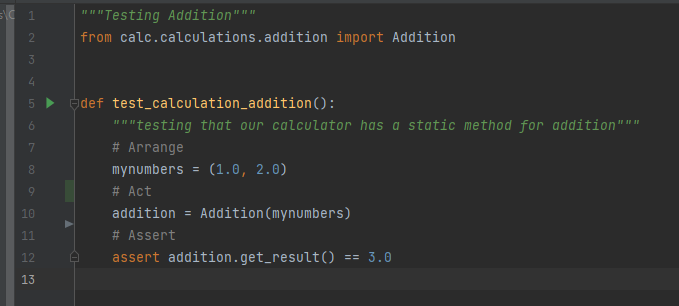 1 """Testing Addition"""
2 from calc.calculations.addition import Addition
3
4
5 def test_calculation_addition():
6 """testing that our calculator has a static method for addition"""
7 # Arrange
8 mynumbers = (1.0, 2.0)
9 # Act
10 addition = Addition(mynumbers)
11 # Assert
12 assert addition.get_result() == 3.0
13